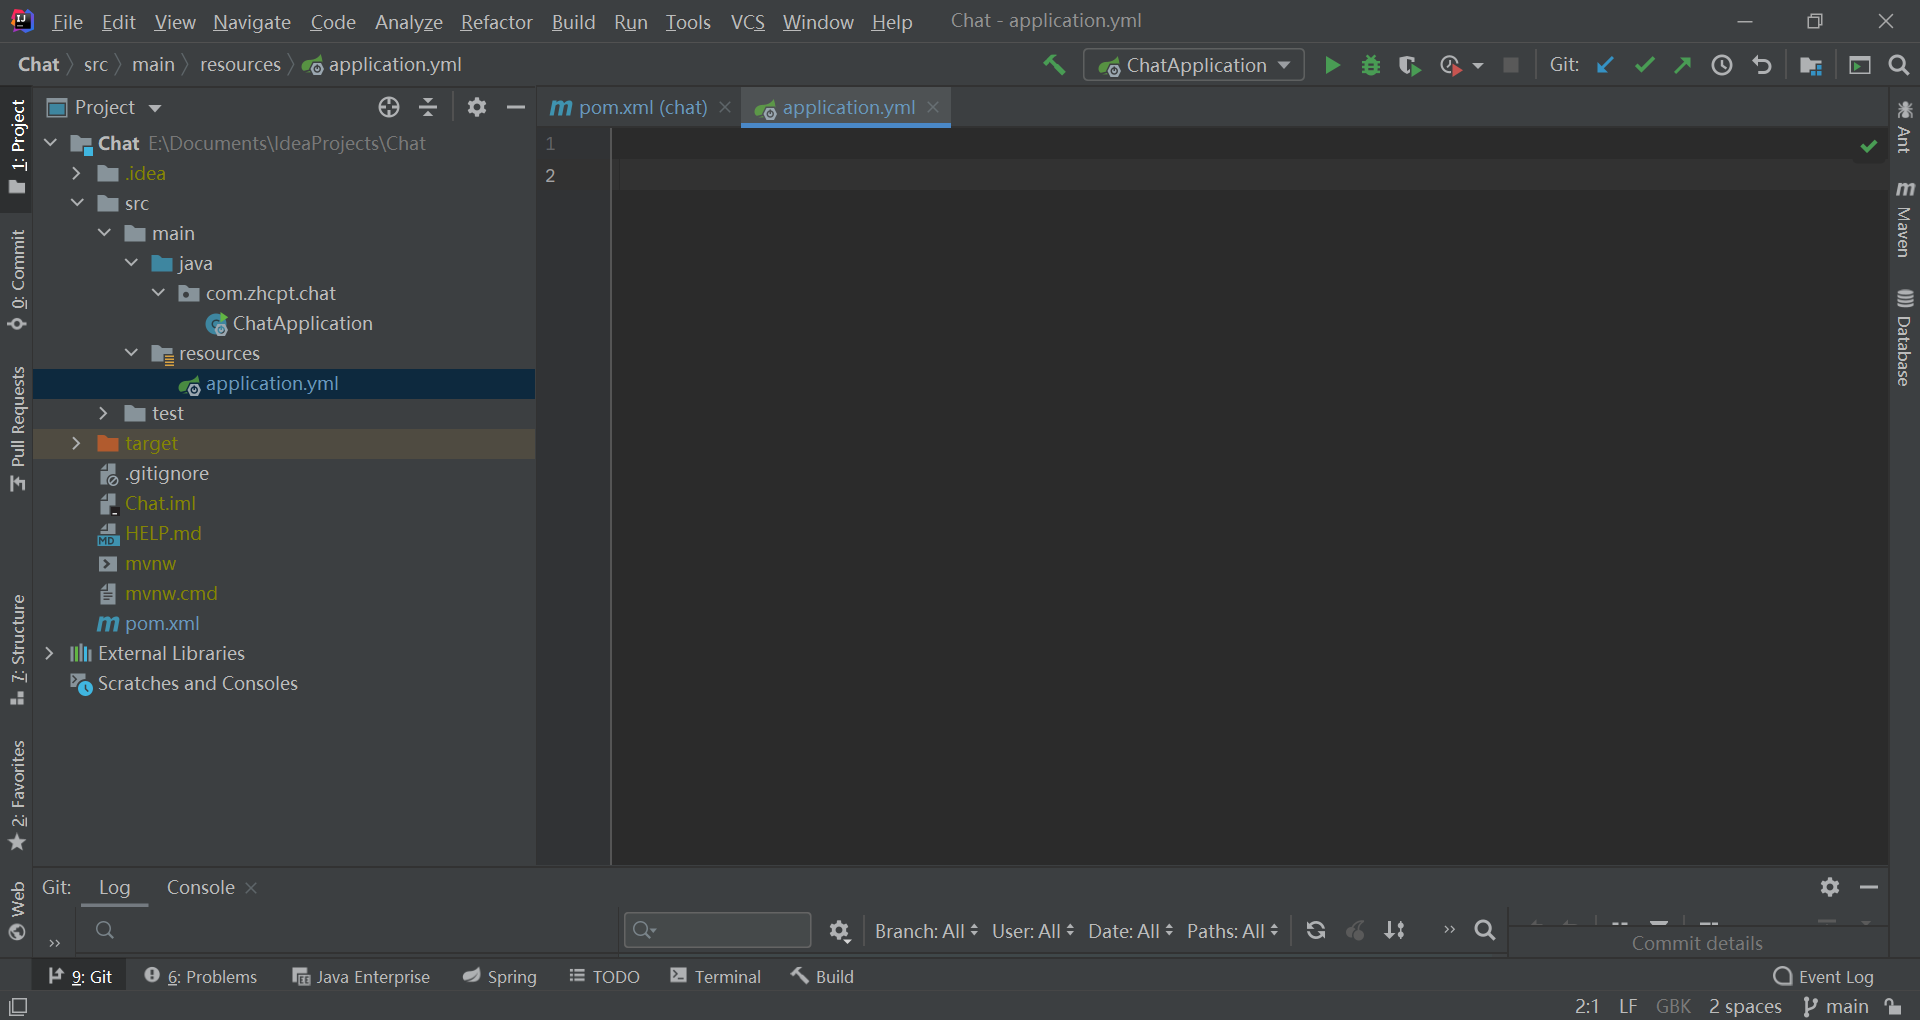 File Edit View Navigate Code Analyze Refactor Build Run Tools VCS Window Help Chat - application.yml
Chat src main resources application.yml ChatApplication Git:
1: Project
0: Commit
Pull Requests
7: Structure
2: Favorites
Web
Project
Chat E:\Documents\IdeaProjects\Chat
.idea
src
main
java
com.zhcpt.chat
ChatApplication
resources
application.yml
test
target
.gitignore
Chat.iml
HELP.md
mvnw
mvnw.cmd
pom.xml
External Libraries
Scratches and Consoles
pom.xml (chat) application.yml
1
2
Ant
Maven
Database
Git: Log Console
Branch: All User: All Date: All Paths: All
Commit details
9: Git 6: Problems Java Enterprise Spring TODO Terminal Build Event Log
2:1 LF GBK 2 spaces main